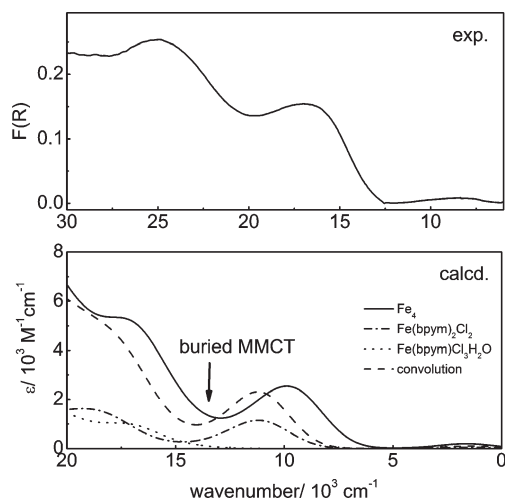 exp.
F(R)
0.2
0.1
0.0
30 25 20 15 10
calcd.
ε/ 10³ M⁻¹cm⁻¹
8
6
4
2
0
Fe₄
Fe(bpym)₂Cl₂
Fe(bpym)Cl₃H₂O
convolution
buried MMCT
20 15 10 5 0
wavenumber/ 10³ cm⁻¹